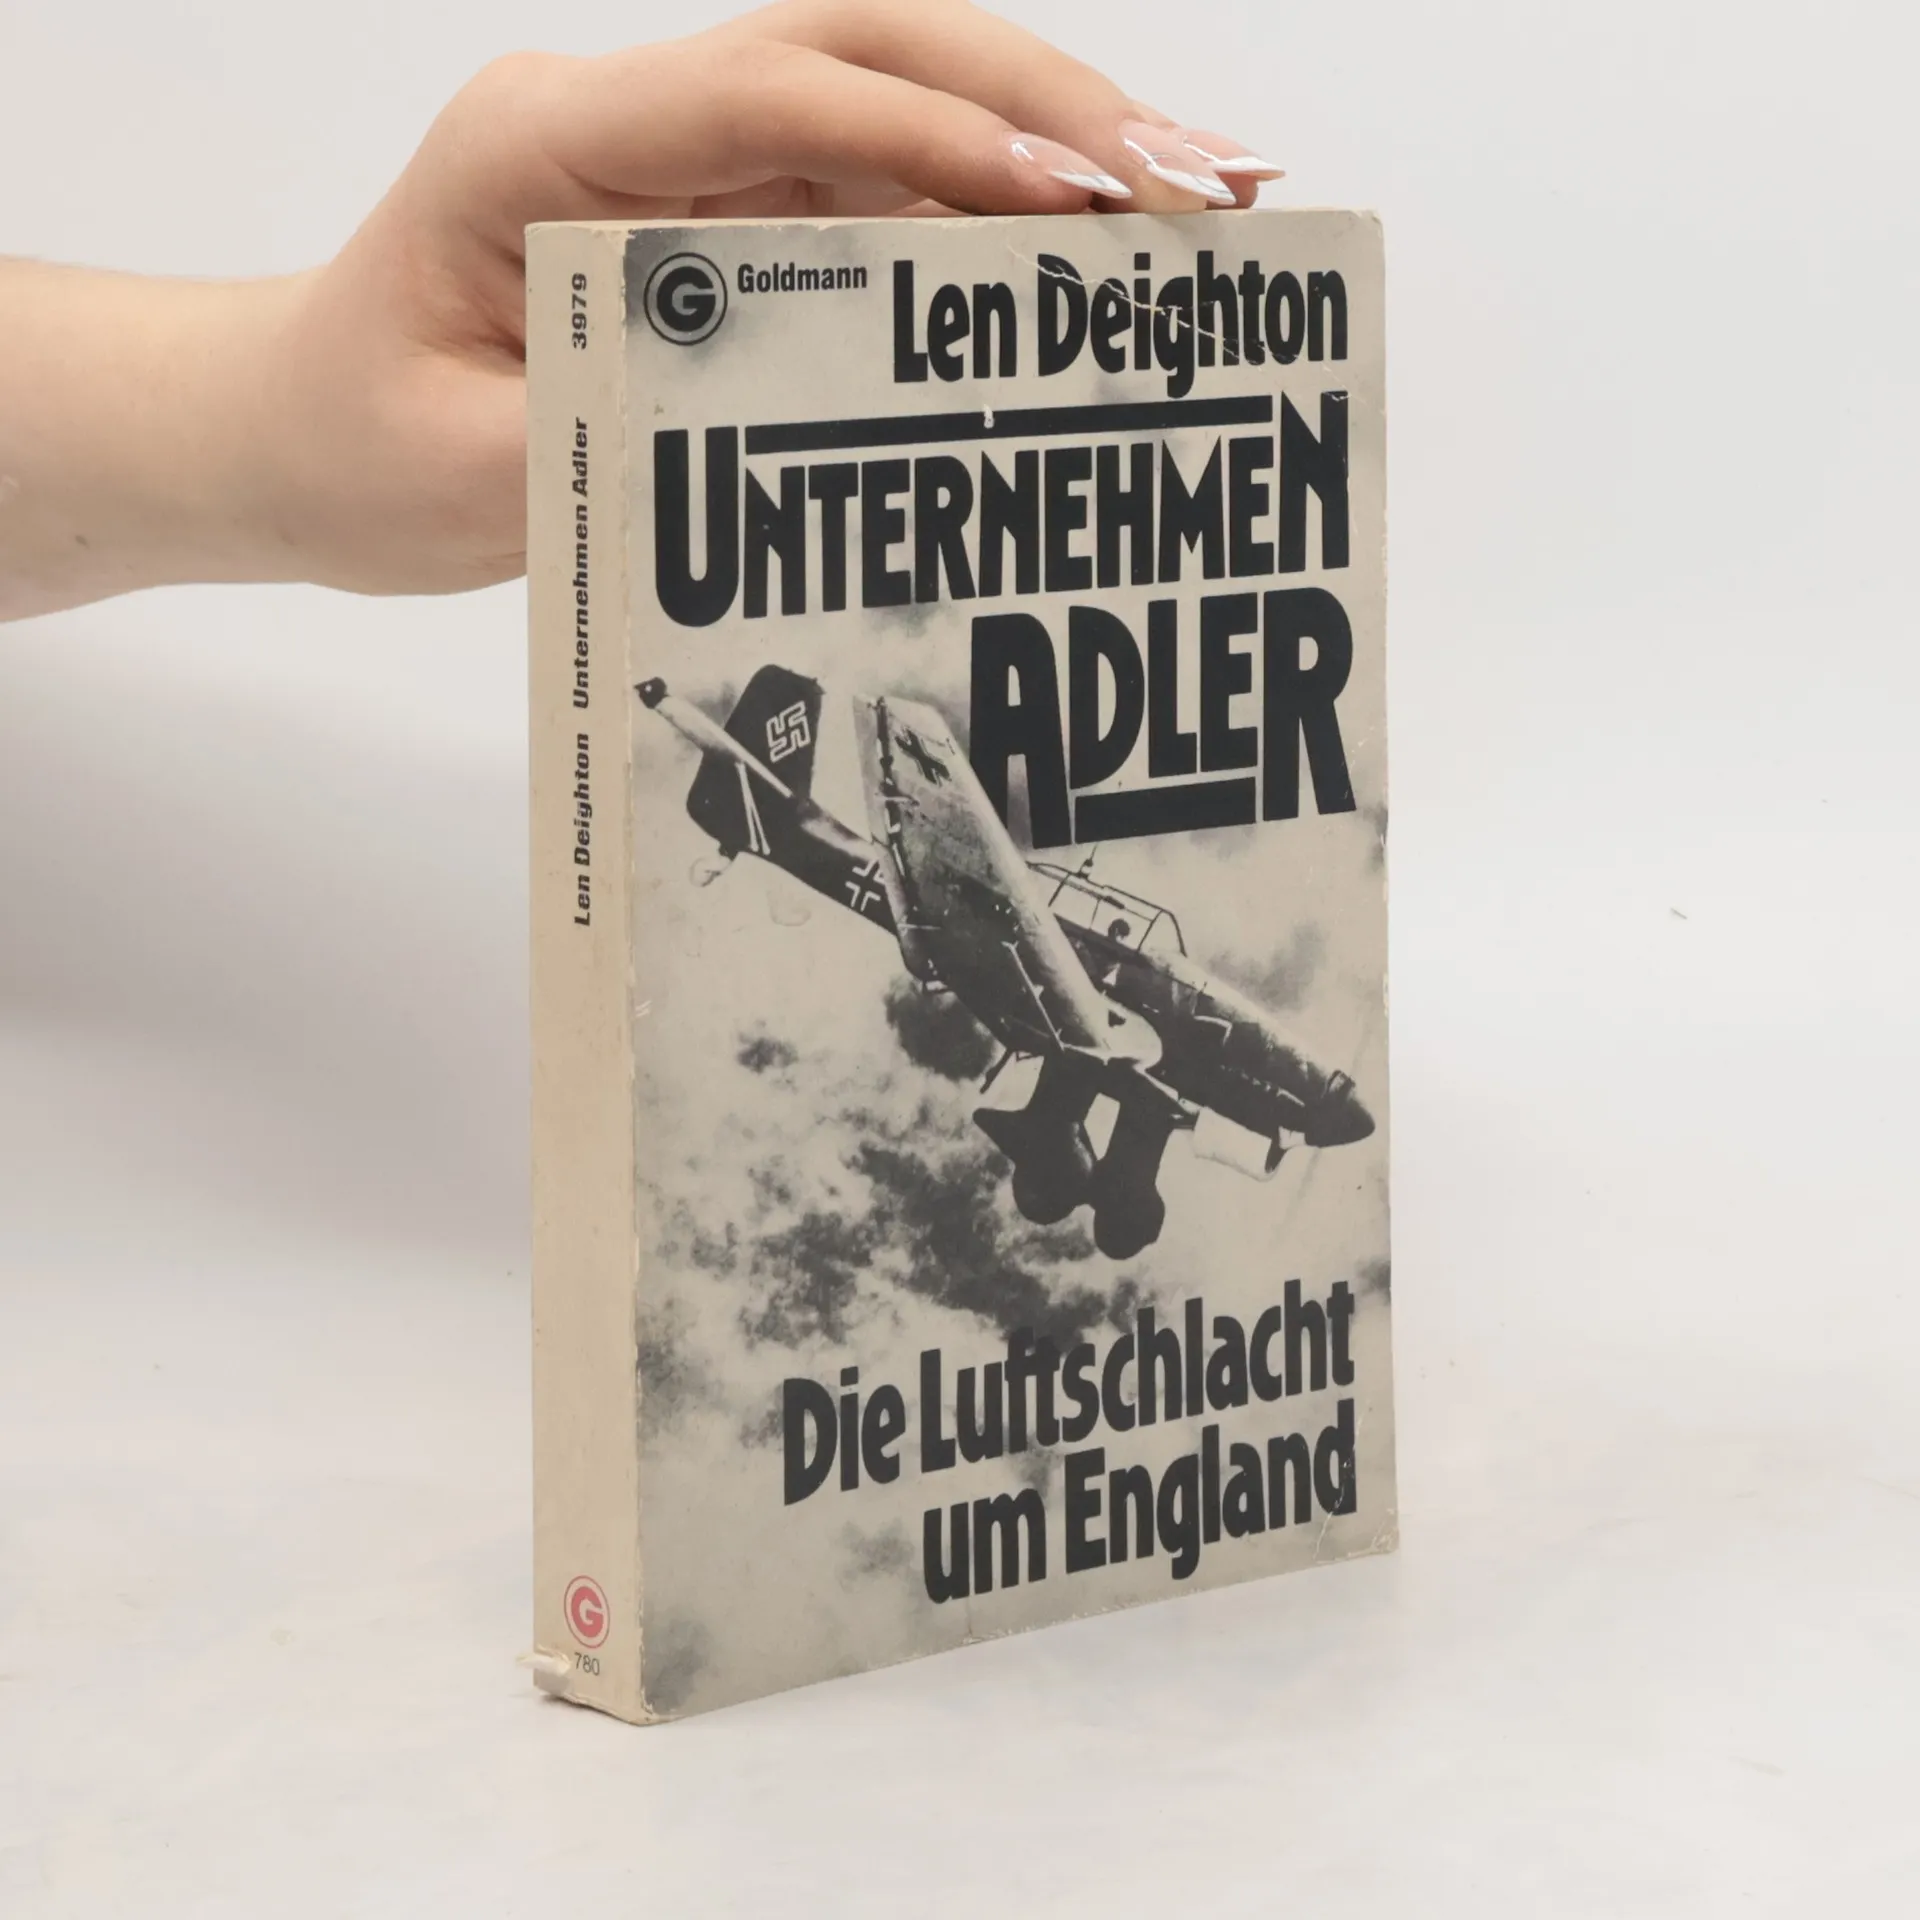 Goldmann
Len Deighton
UNTERNEHMEN
ADLER
Die Luftschlacht
um England
Len Deighton Unternehmen Adler 3979
G
G
780